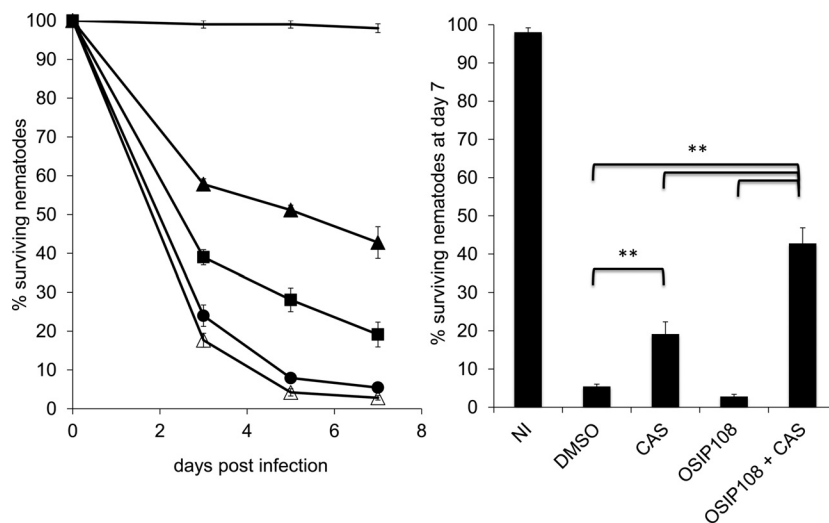 % surviving nematodes
100
90
80
70
60
50
40
30
20
10
0
0 2 4 6 8
days post infection
% surviving nematodes at day 7
100
90
80
70
60
50
40
30
20
10
0
**
**
NI
DMSO
CAS
OSIP108
OSIP108 + CAS